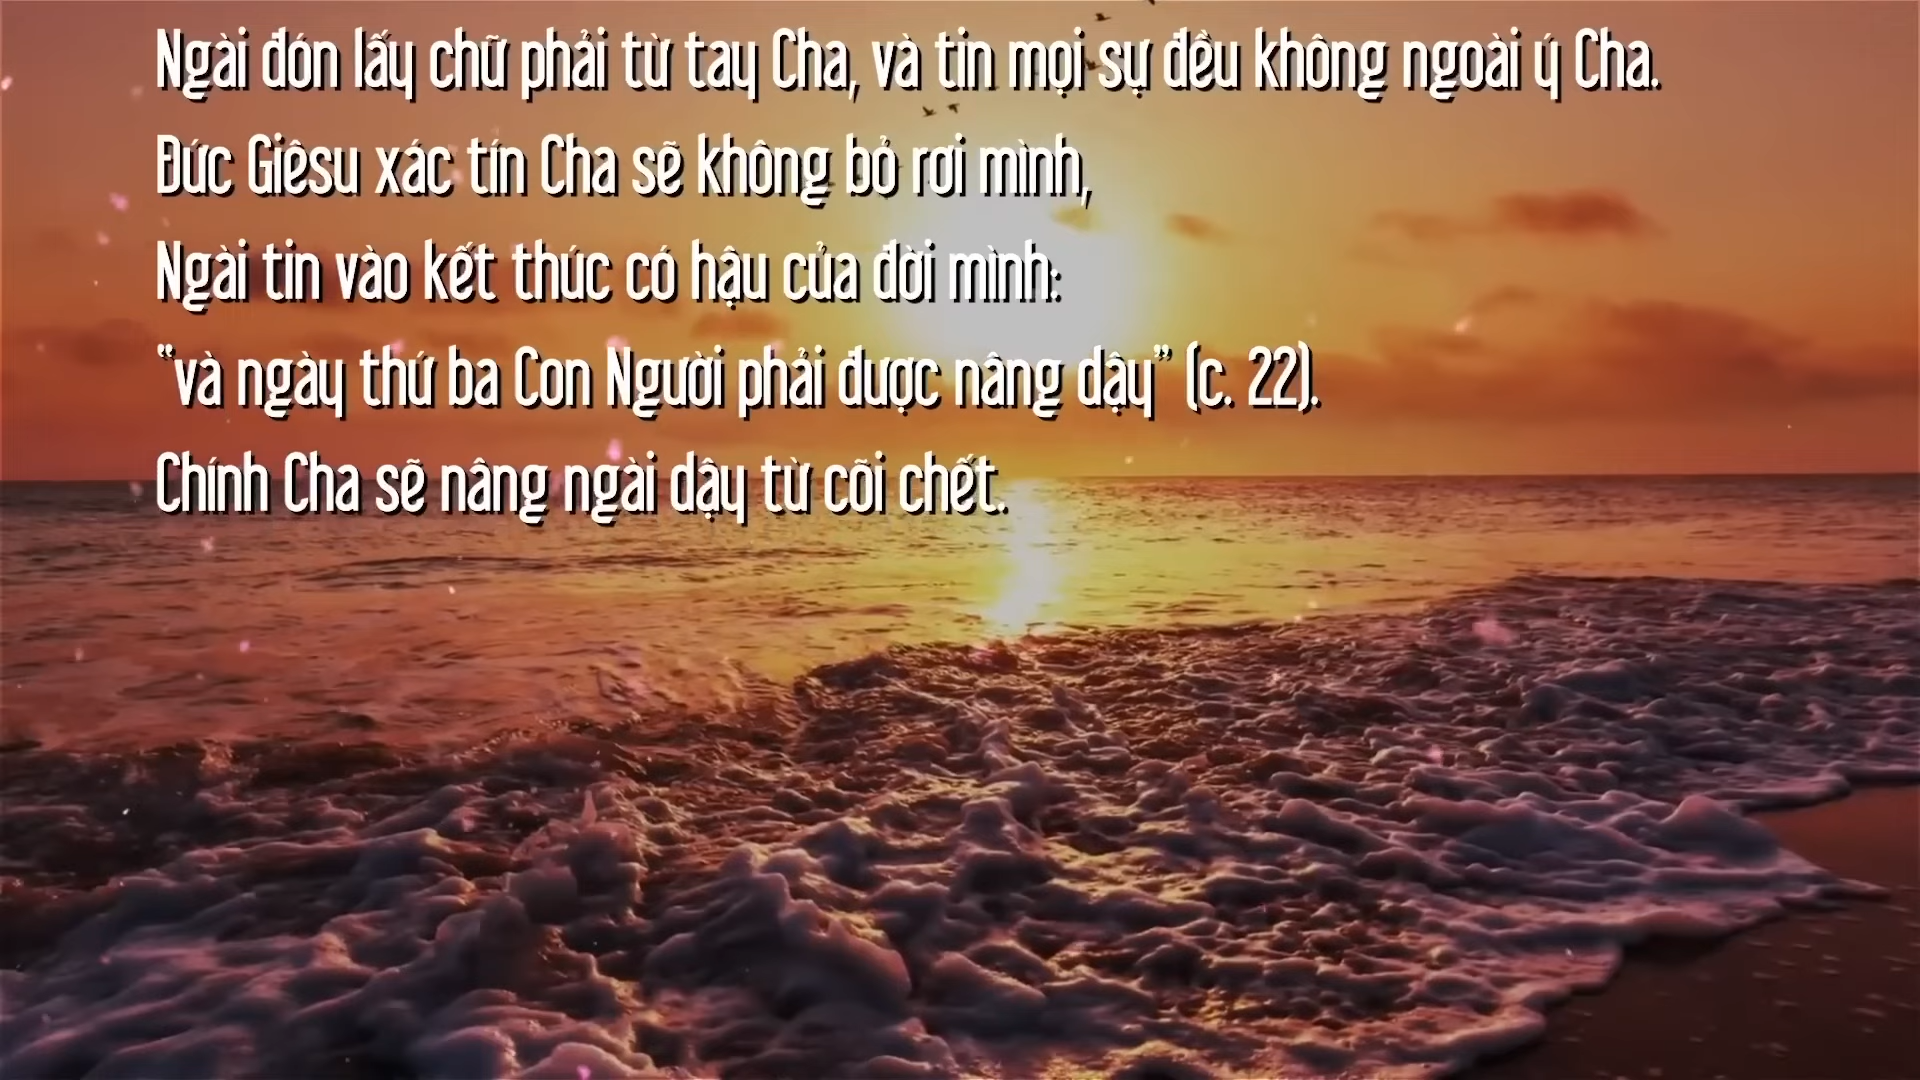 Ngài đón lấy chữ phải từ tay Cha, và tin mọi sự đều không ngoài ý Cha.
Đức Giêsu xác tín Cha sẽ không bỏ rơi mình,
Ngài tin vào kết thúc có hậu của đời mình:
“và ngày thứ ba Con Người phải được nâng dậy” (c. 22).
Chính Cha sẽ nâng ngài dậy từ cõi chết.